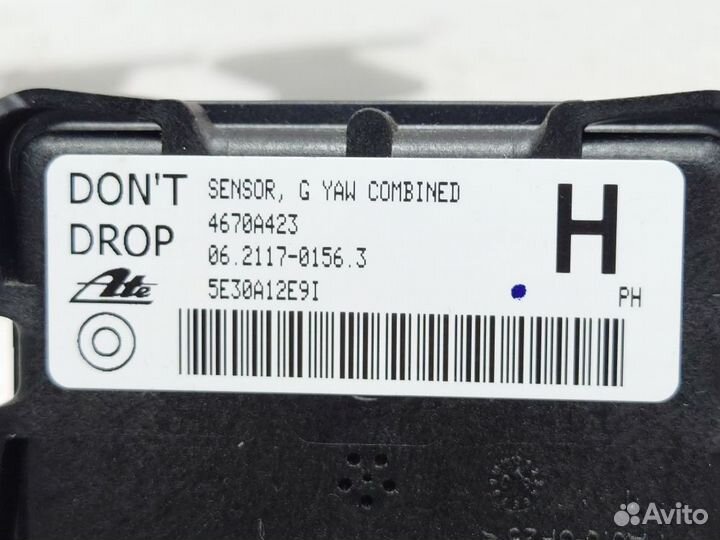 DON'T
DROP
Ate
SENSOR, G YAW COMBINED
4670A423
06.2117-0156.3
5E30A12E9I
H
PH
Avito